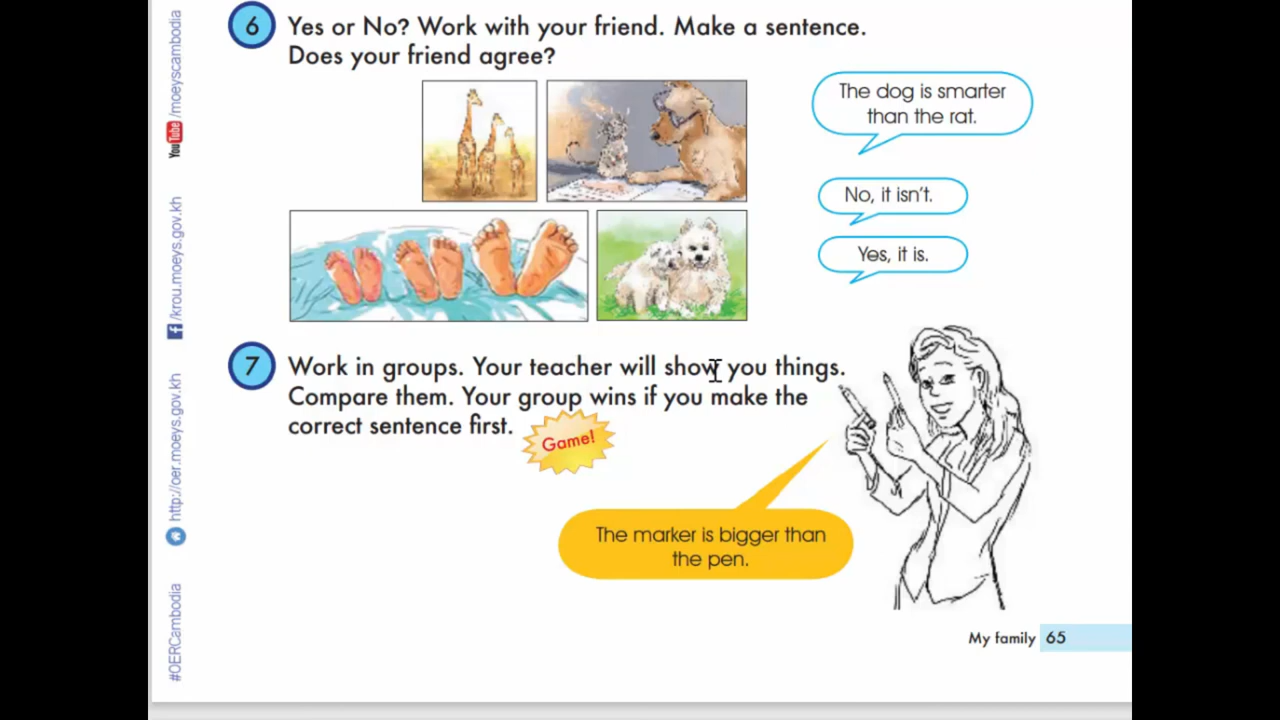 6 Yes or No? Work with your friend. Make a sentence.
Does your friend agree?
The dog is smarter
than the rat.
No, it isn't.
Yes, it is.
7 Work in groups. Your teacher will show you things.
Compare them. Your group wins if you make the
correct sentence first.
Game!
The marker is bigger than
the pen.
My family 65
YouTube /moeyscambodia
f /krou.moeys.gov.kh
http://oer.moeys.gov.kh
#OERCambodia